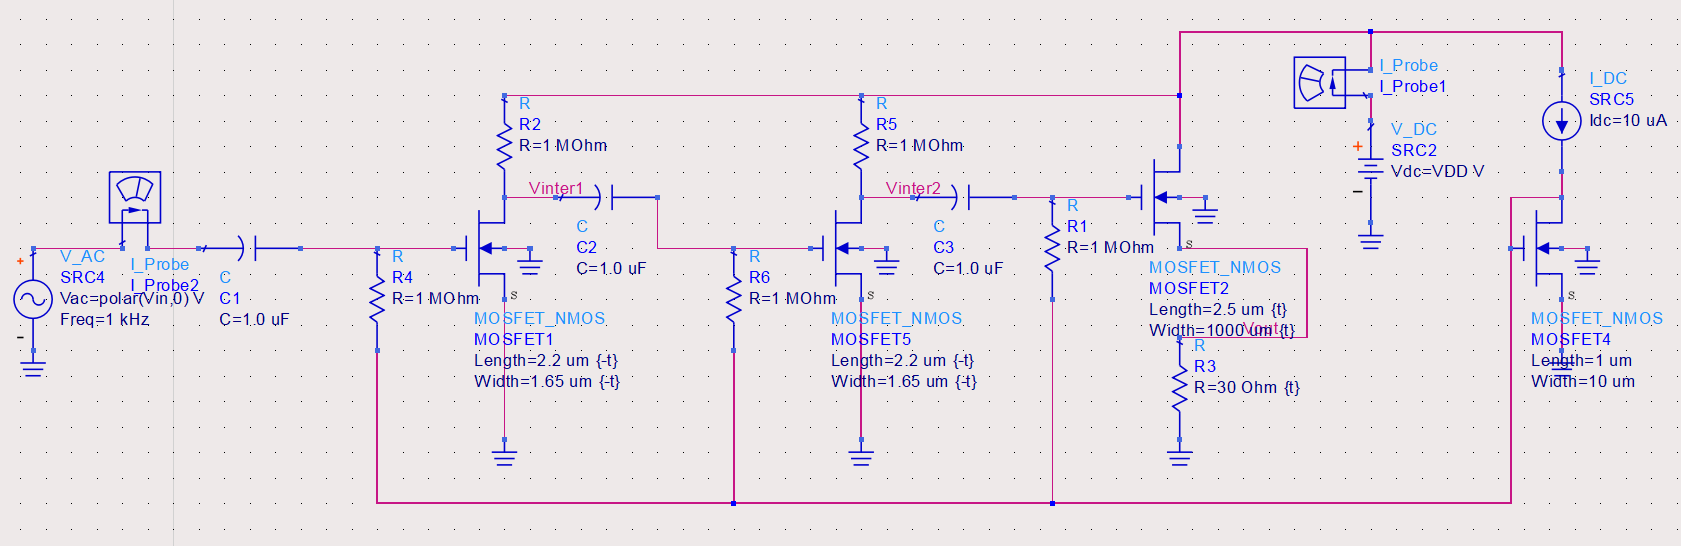 V_AC
SRC4
Vac=polar(Vin,0) V
Freq=1 kHz
I_Probe
I_Probe2
C
C1
C=1.0 uF
R
R4
R=1 MOhm
R
R2
R=1 MOhm
Vinter1
S
MOSFET_NMOS
MOSFET1
Length=2.2 um {-t}
Width=1.65 um {-t}
C
C2
C=1.0 uF
R
R6
R=1 MOhm
R
R5
R=1 MOhm
Vinter2
S
MOSFET_NMOS
MOSFET5
Length=2.2 um {-t}
Width=1.65 um {-t}
C
C3
C=1.0 uF
R
R1
R=1 MOhm
S
MOSFET_NMOS
MOSFET2
Length=2.5 um {t}
Width=1000 um {t}
R
R3
R=30 Ohm {t}
I_Probe
I_Probe1
V_DC
SRC2
Vdc=VDD V
I_DC
SRC5
Idc=10 uA
S
MOSFET_NMOS
MOSFET4
Length=1 um
Width=10 um